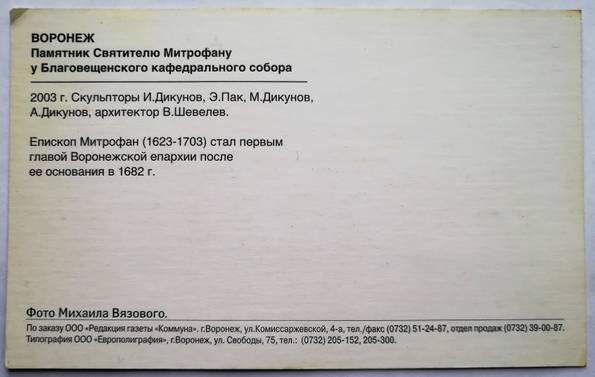 ВОРОНЕЖ
Памятник Святителю Митрофану
у Благовещенского кафедрального собора
2003 г. Скульпторы И.Дикунов, Э.Пак, М.Дикунов,
А.Дикунов, архитектор В.Шевелев.
Епископ Митрофан (1623-1703) стал первым
главой Воронежской епархии после
ее основания в 1682 г.
Фото Михаила Вязового.
По заказу ООО «Редакция газеты «Коммуна». г.Воронеж, ул.Комиссаржевской, 4-а, тел./факс (0732) 51-24-87, отдел продаж (0732) 39-00-87.
Типография ООО «Европолиграфия», г.Воронеж, ул. Свободы, 75, тел.: (0732) 205-152, 205-300.